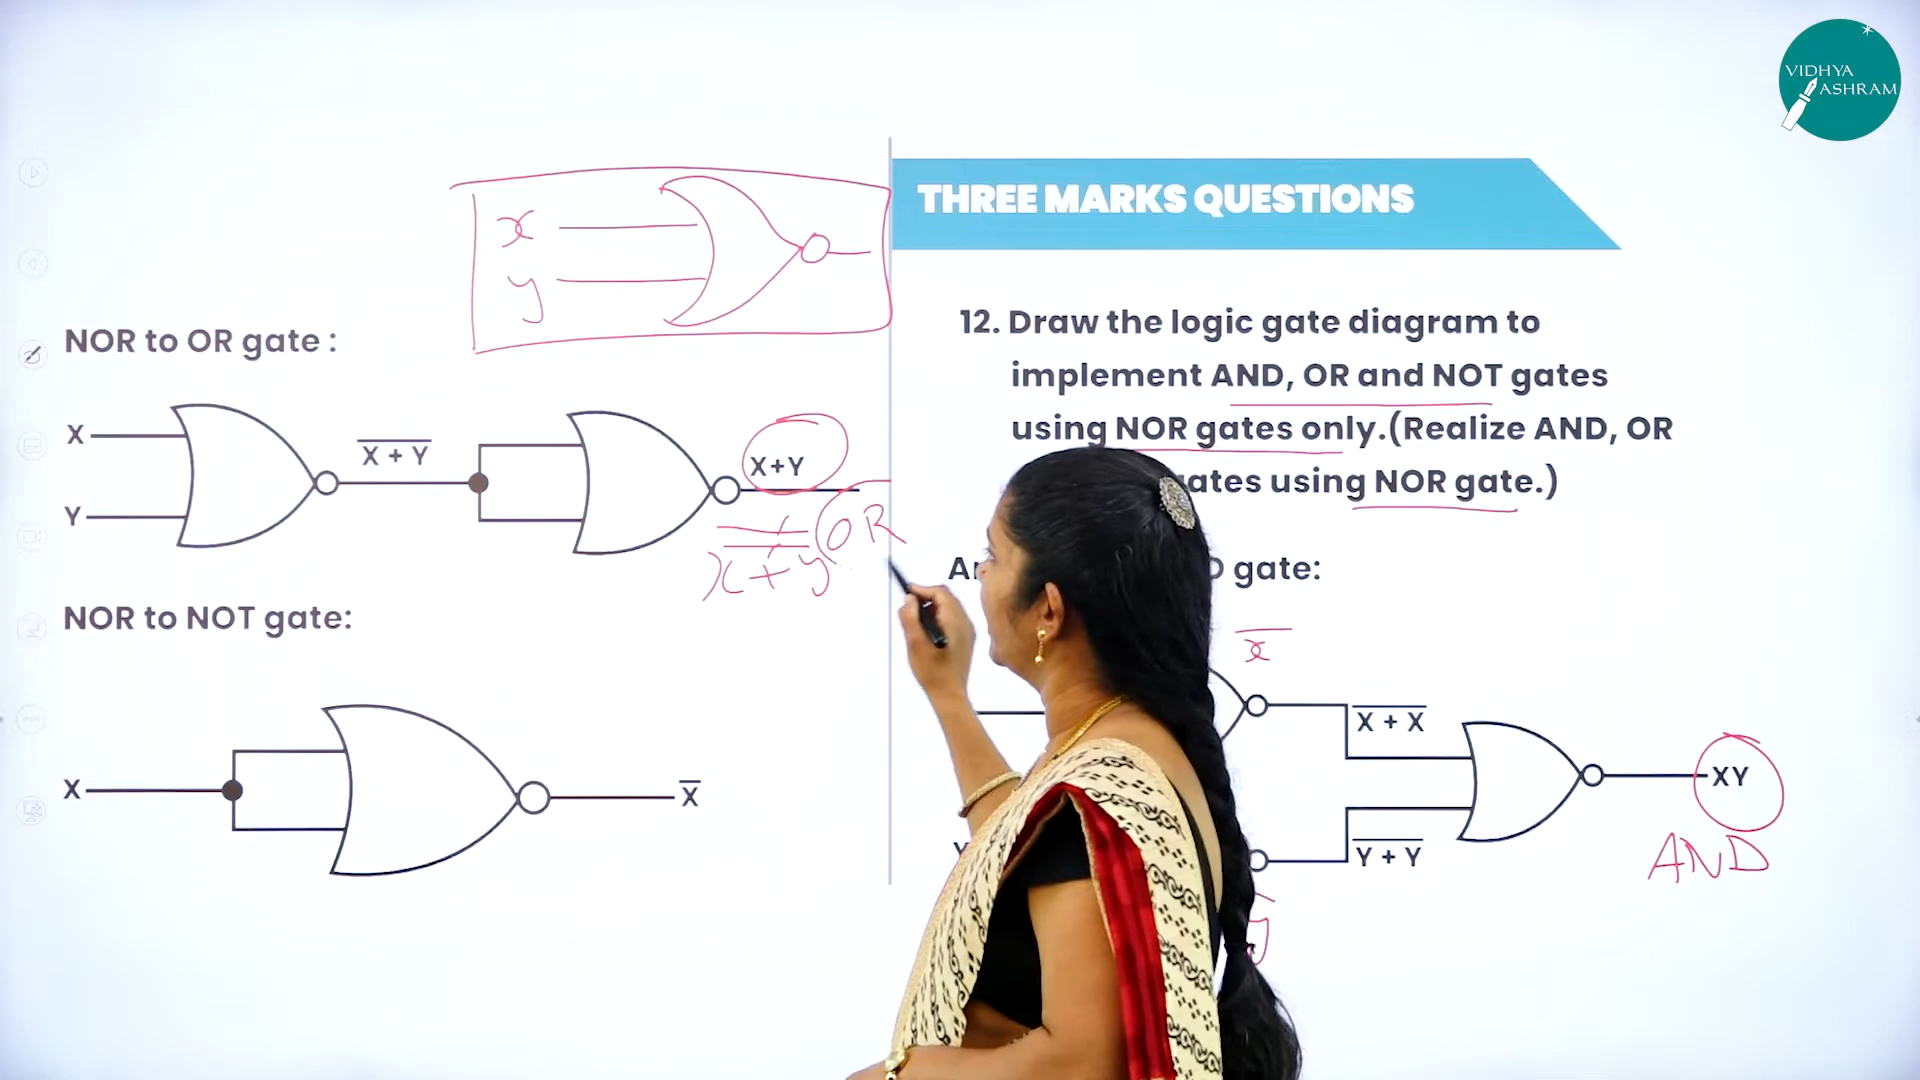 VIDHYA
ASHRAM
x
y
NOR to OR gate :
X
Y
X + Y
X+Y
OR
x+y
NOR to NOT gate:
X
X̅
THREE MARKS QUESTIONS
12. Draw the logic gate diagram to
implement AND, OR and NOT gates
using NOR gates only.(Realize AND, OR
gates using NOR gate.)
gate:
x̅
X + X
XY
AND
Y + Y
y